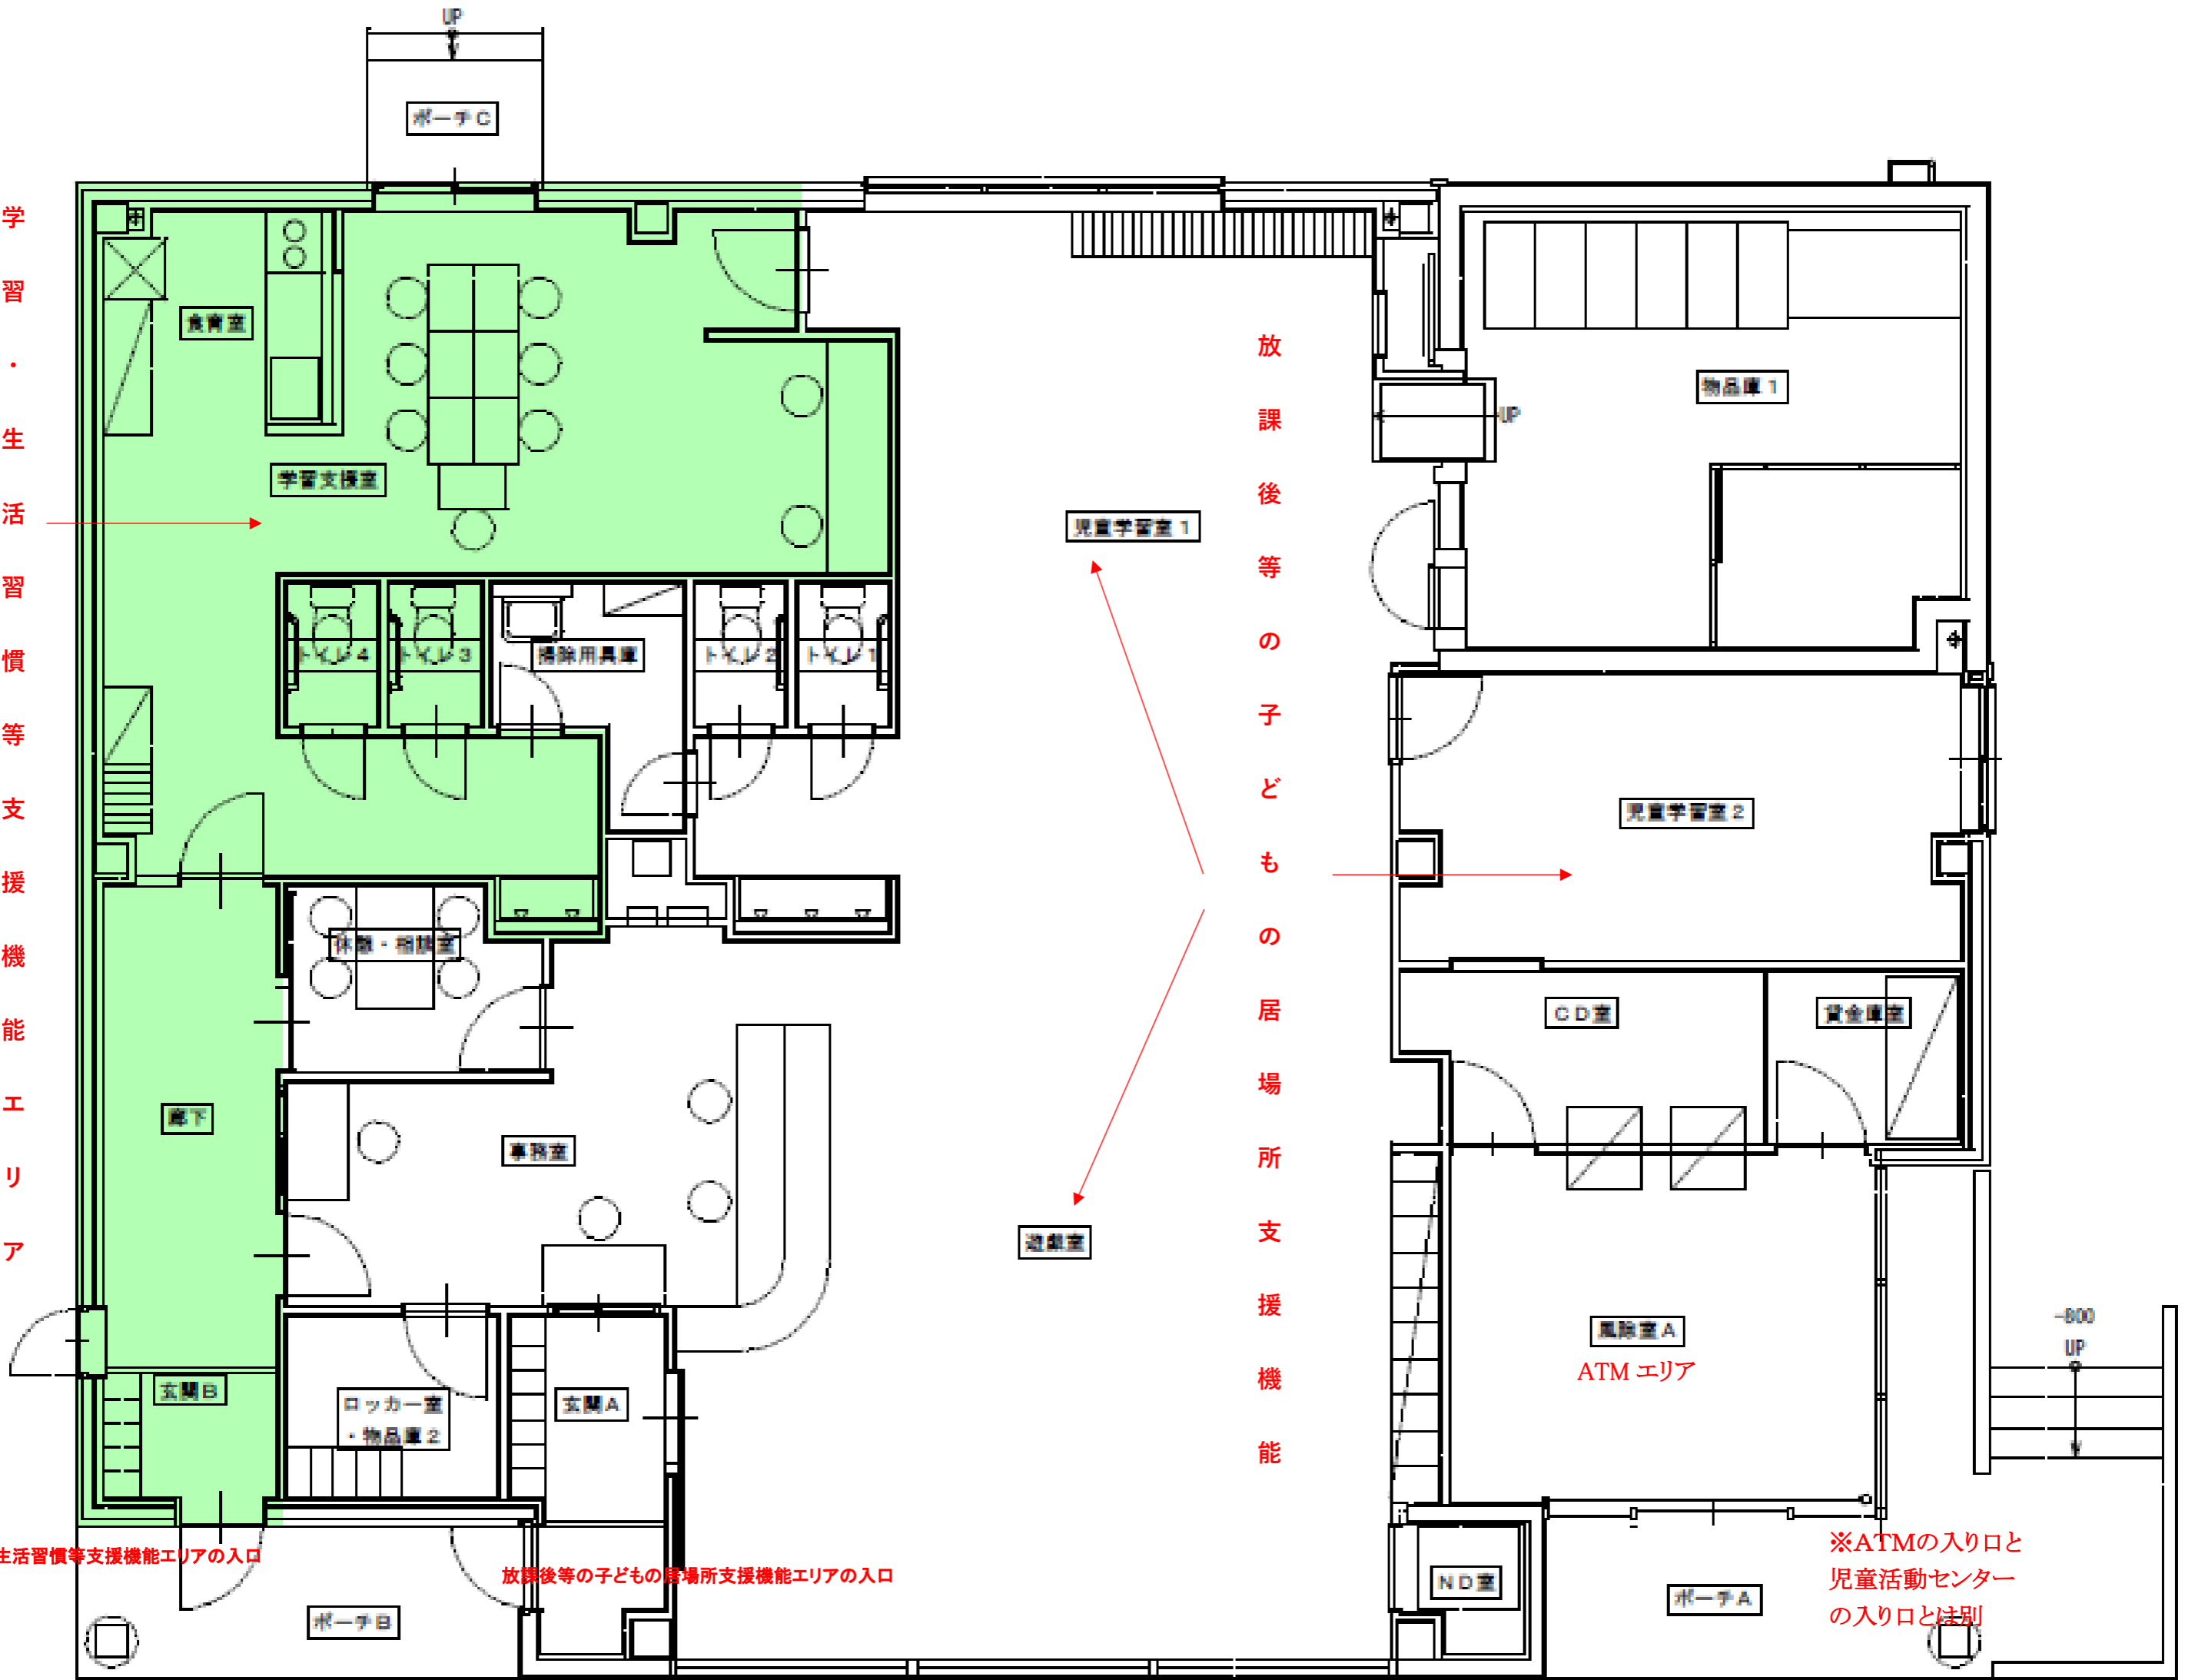 UP
ポーチC
学習・生活習慣等支援機能エリア
食育室
学習支援室
放課後等の子どもの居場所支援機能
物品庫1
UP
児童学習室1
トイレ4
トイレ3
掃除用具庫
トイレ2
トイレ1
児童学習室2
休憩・相談室
CD室
貸金庫室
廊下
事務室
遊戯室
風除室A
ATM エリア
-800
UP
玄関B
ロッカー室
・物品庫2
玄関A
生活習慣等支援機能エリアの入口
放課後等の子どもの居場所支援機能エリアの入口
ND室
ポーチA
ポーチB
※ATMの入り口と
児童活動センター
の入り口とは別